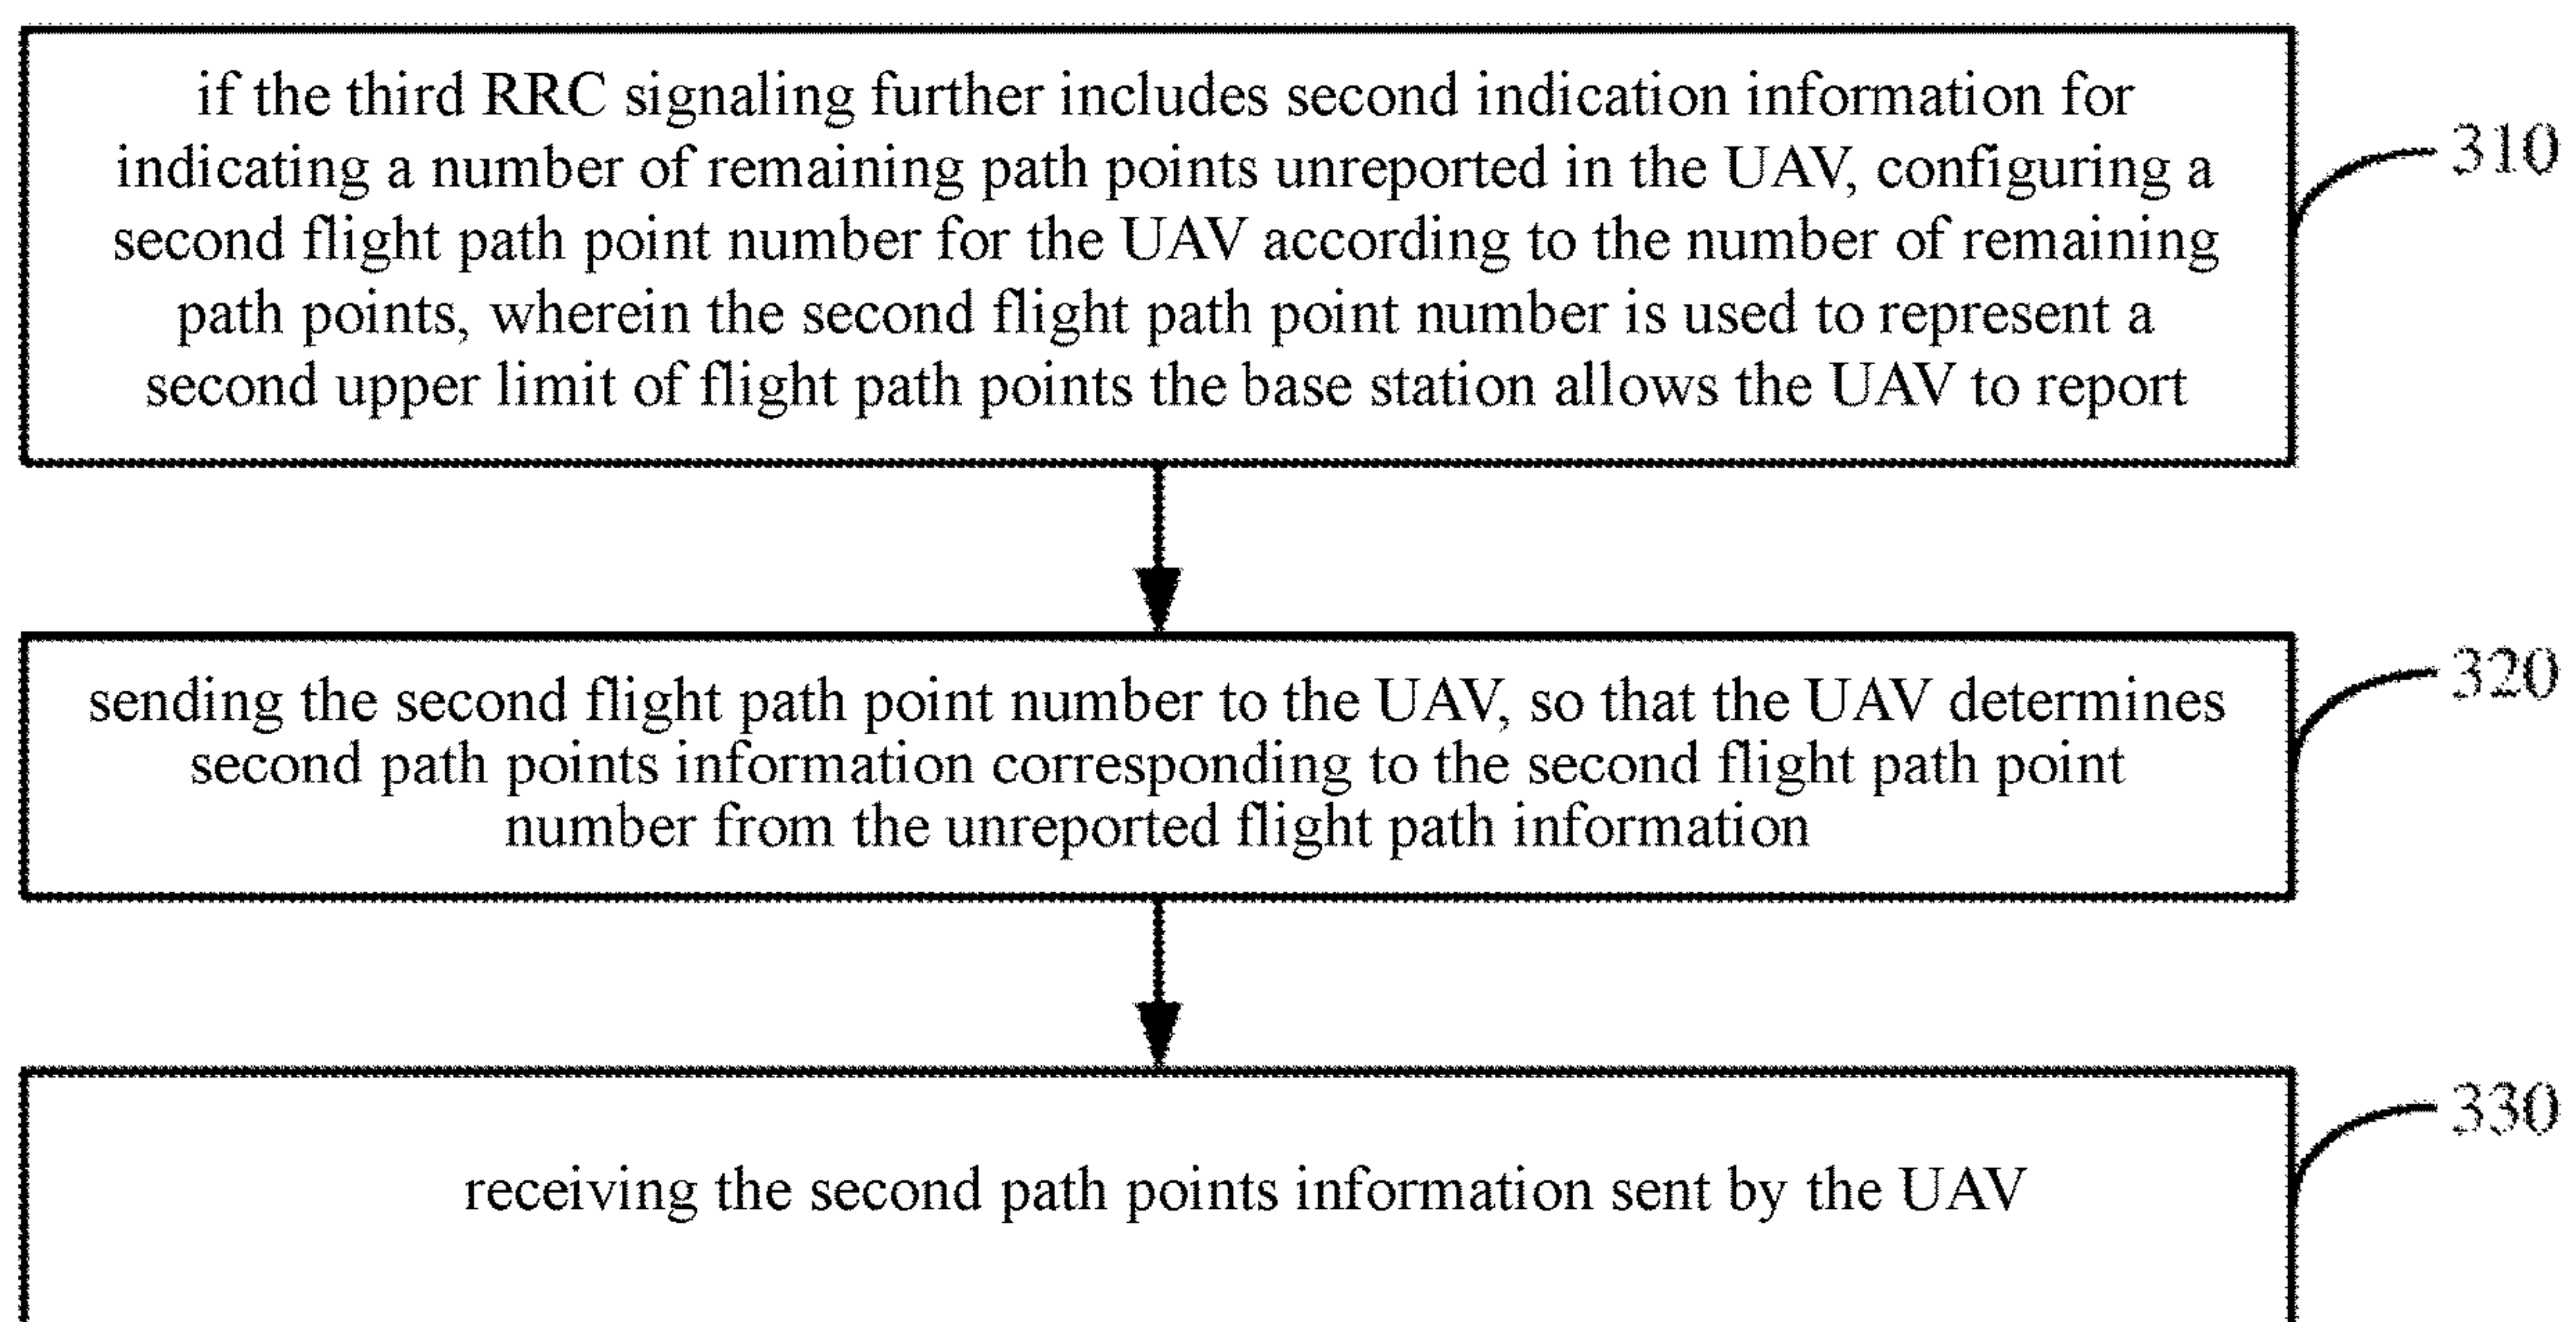 if the third RRC signaling further includes second indication information for
indicating a number of remaining path points unreported in the UAV, configuring a
second flight path point number for the UAV according to the number of remaining
path points, wherein the second flight path point number is used to represent a
second upper limit of flight path points the base station allows the UAV to report
310
sending the second flight path point number to the UAV, so that the UAV determines
second path points information corresponding to the second flight path point
number from the unreported flight path information
320
receiving the second path points information sent by the UAV
330